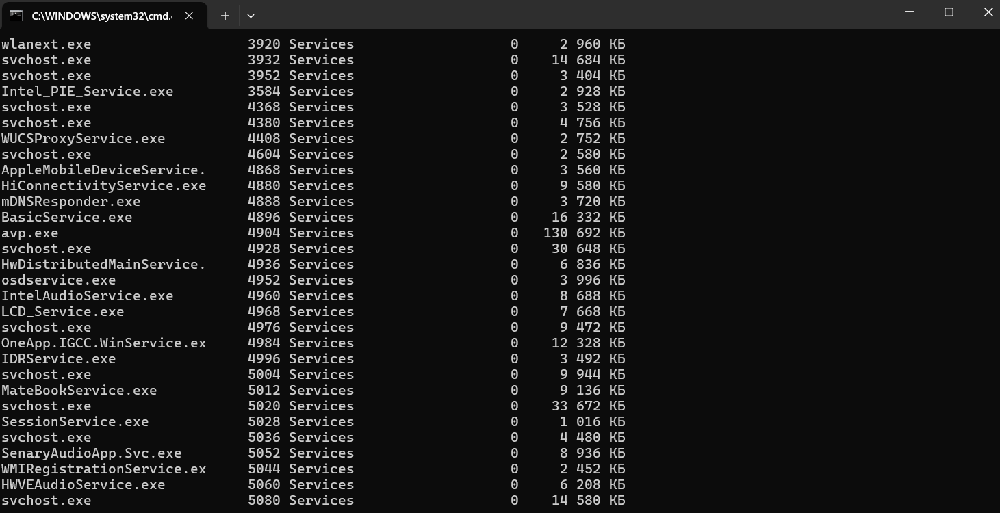 C:\WINDOWS\system32\cmd.
wlanext.exe 3920 Services 0 2 960 КБ
svchost.exe 3932 Services 0 14 684 КБ
svchost.exe 3952 Services 0 3 404 КБ
Intel_PIE_Service.exe 3584 Services 0 2 928 КБ
svchost.exe 4368 Services 0 3 528 КБ
svchost.exe 4380 Services 0 4 756 КБ
WUCSProxyService.exe 4408 Services 0 2 752 КБ
svchost.exe 4604 Services 0 2 580 КБ
AppleMobileDeviceService. 4868 Services 0 3 560 КБ
HiConnectivityService.exe 4880 Services 0 9 580 КБ
mDNSResponder.exe 4888 Services 0 3 720 КБ
BasicService.exe 4896 Services 0 16 332 КБ
avp.exe 4904 Services 0 130 692 КБ
svchost.exe 4928 Services 0 30 648 КБ
HwDistributedMainService. 4936 Services 0 6 836 КБ
osdservice.exe 4952 Services 0 3 996 КБ
IntelAudioService.exe 4960 Services 0 8 688 КБ
LCD_Service.exe 4968 Services 0 7 668 КБ
svchost.exe 4976 Services 0 9 472 КБ
OneApp.IGCC.WinService.ex 4984 Services 0 12 328 КБ
IDRService.exe 4996 Services 0 3 492 КБ
svchost.exe 5004 Services 0 9 944 КБ
MateBookService.exe 5012 Services 0 9 136 КБ
svchost.exe 5020 Services 0 33 672 КБ
SessionService.exe 5028 Services 0 1 016 КБ
svchost.exe 5036 Services 0 4 480 КБ
SenaryAudioApp.Svc.exe 5052 Services 0 8 936 КБ
WMIRegistrationService.ex 5044 Services 0 2 452 КБ
HWVEAudioService.exe 5060 Services 0 6 208 КБ
svchost.exe 5080 Services 0 14 580 КБ